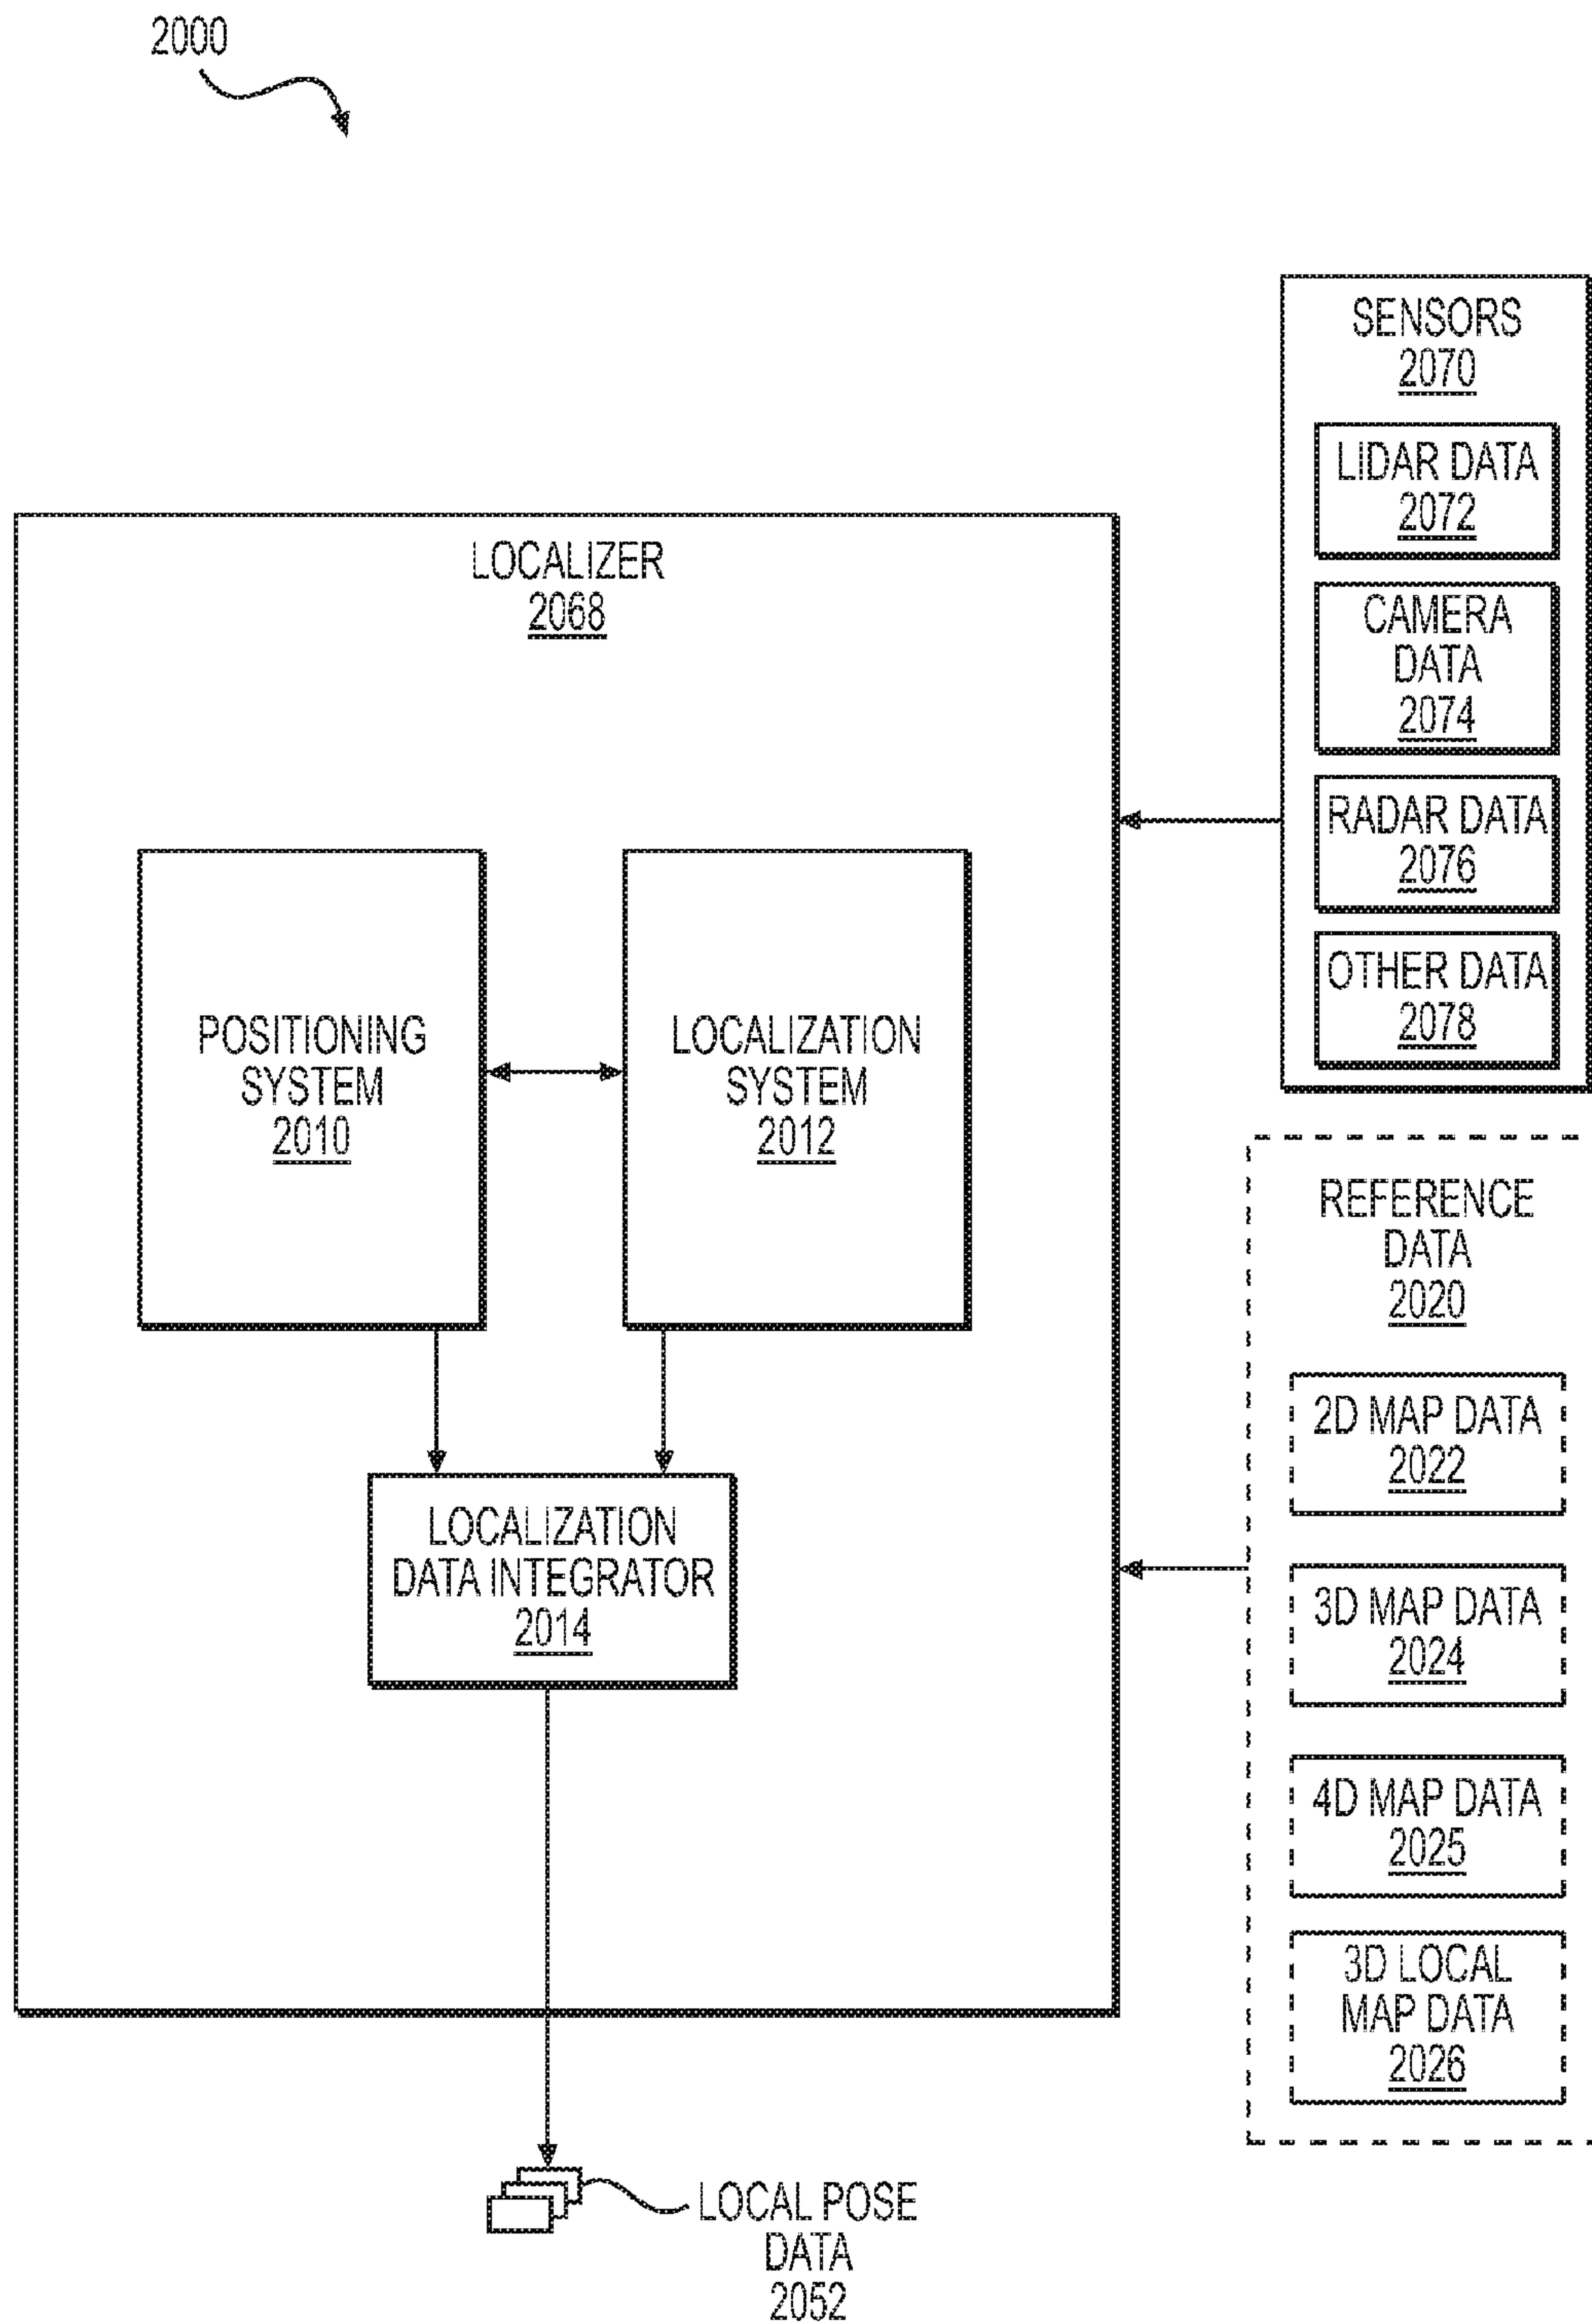 2000
SENSORS
2070
LIDAR DATA
2072
CAMERA
DATA
2074
RADAR DATA
2076
OTHER DATA
2078
LOCALIZER
2068
POSITIONING
SYSTEM
2010
LOCALIZATION
SYSTEM
2012
LOCALIZATION
DATA INTEGRATOR
2014
REFERENCE
DATA
2020
2D MAP DATA
2022
3D MAP DATA
2024
4D MAP DATA
2025
3D LOCAL
MAP DATA
2026
LOCAL POSE
DATA
2052